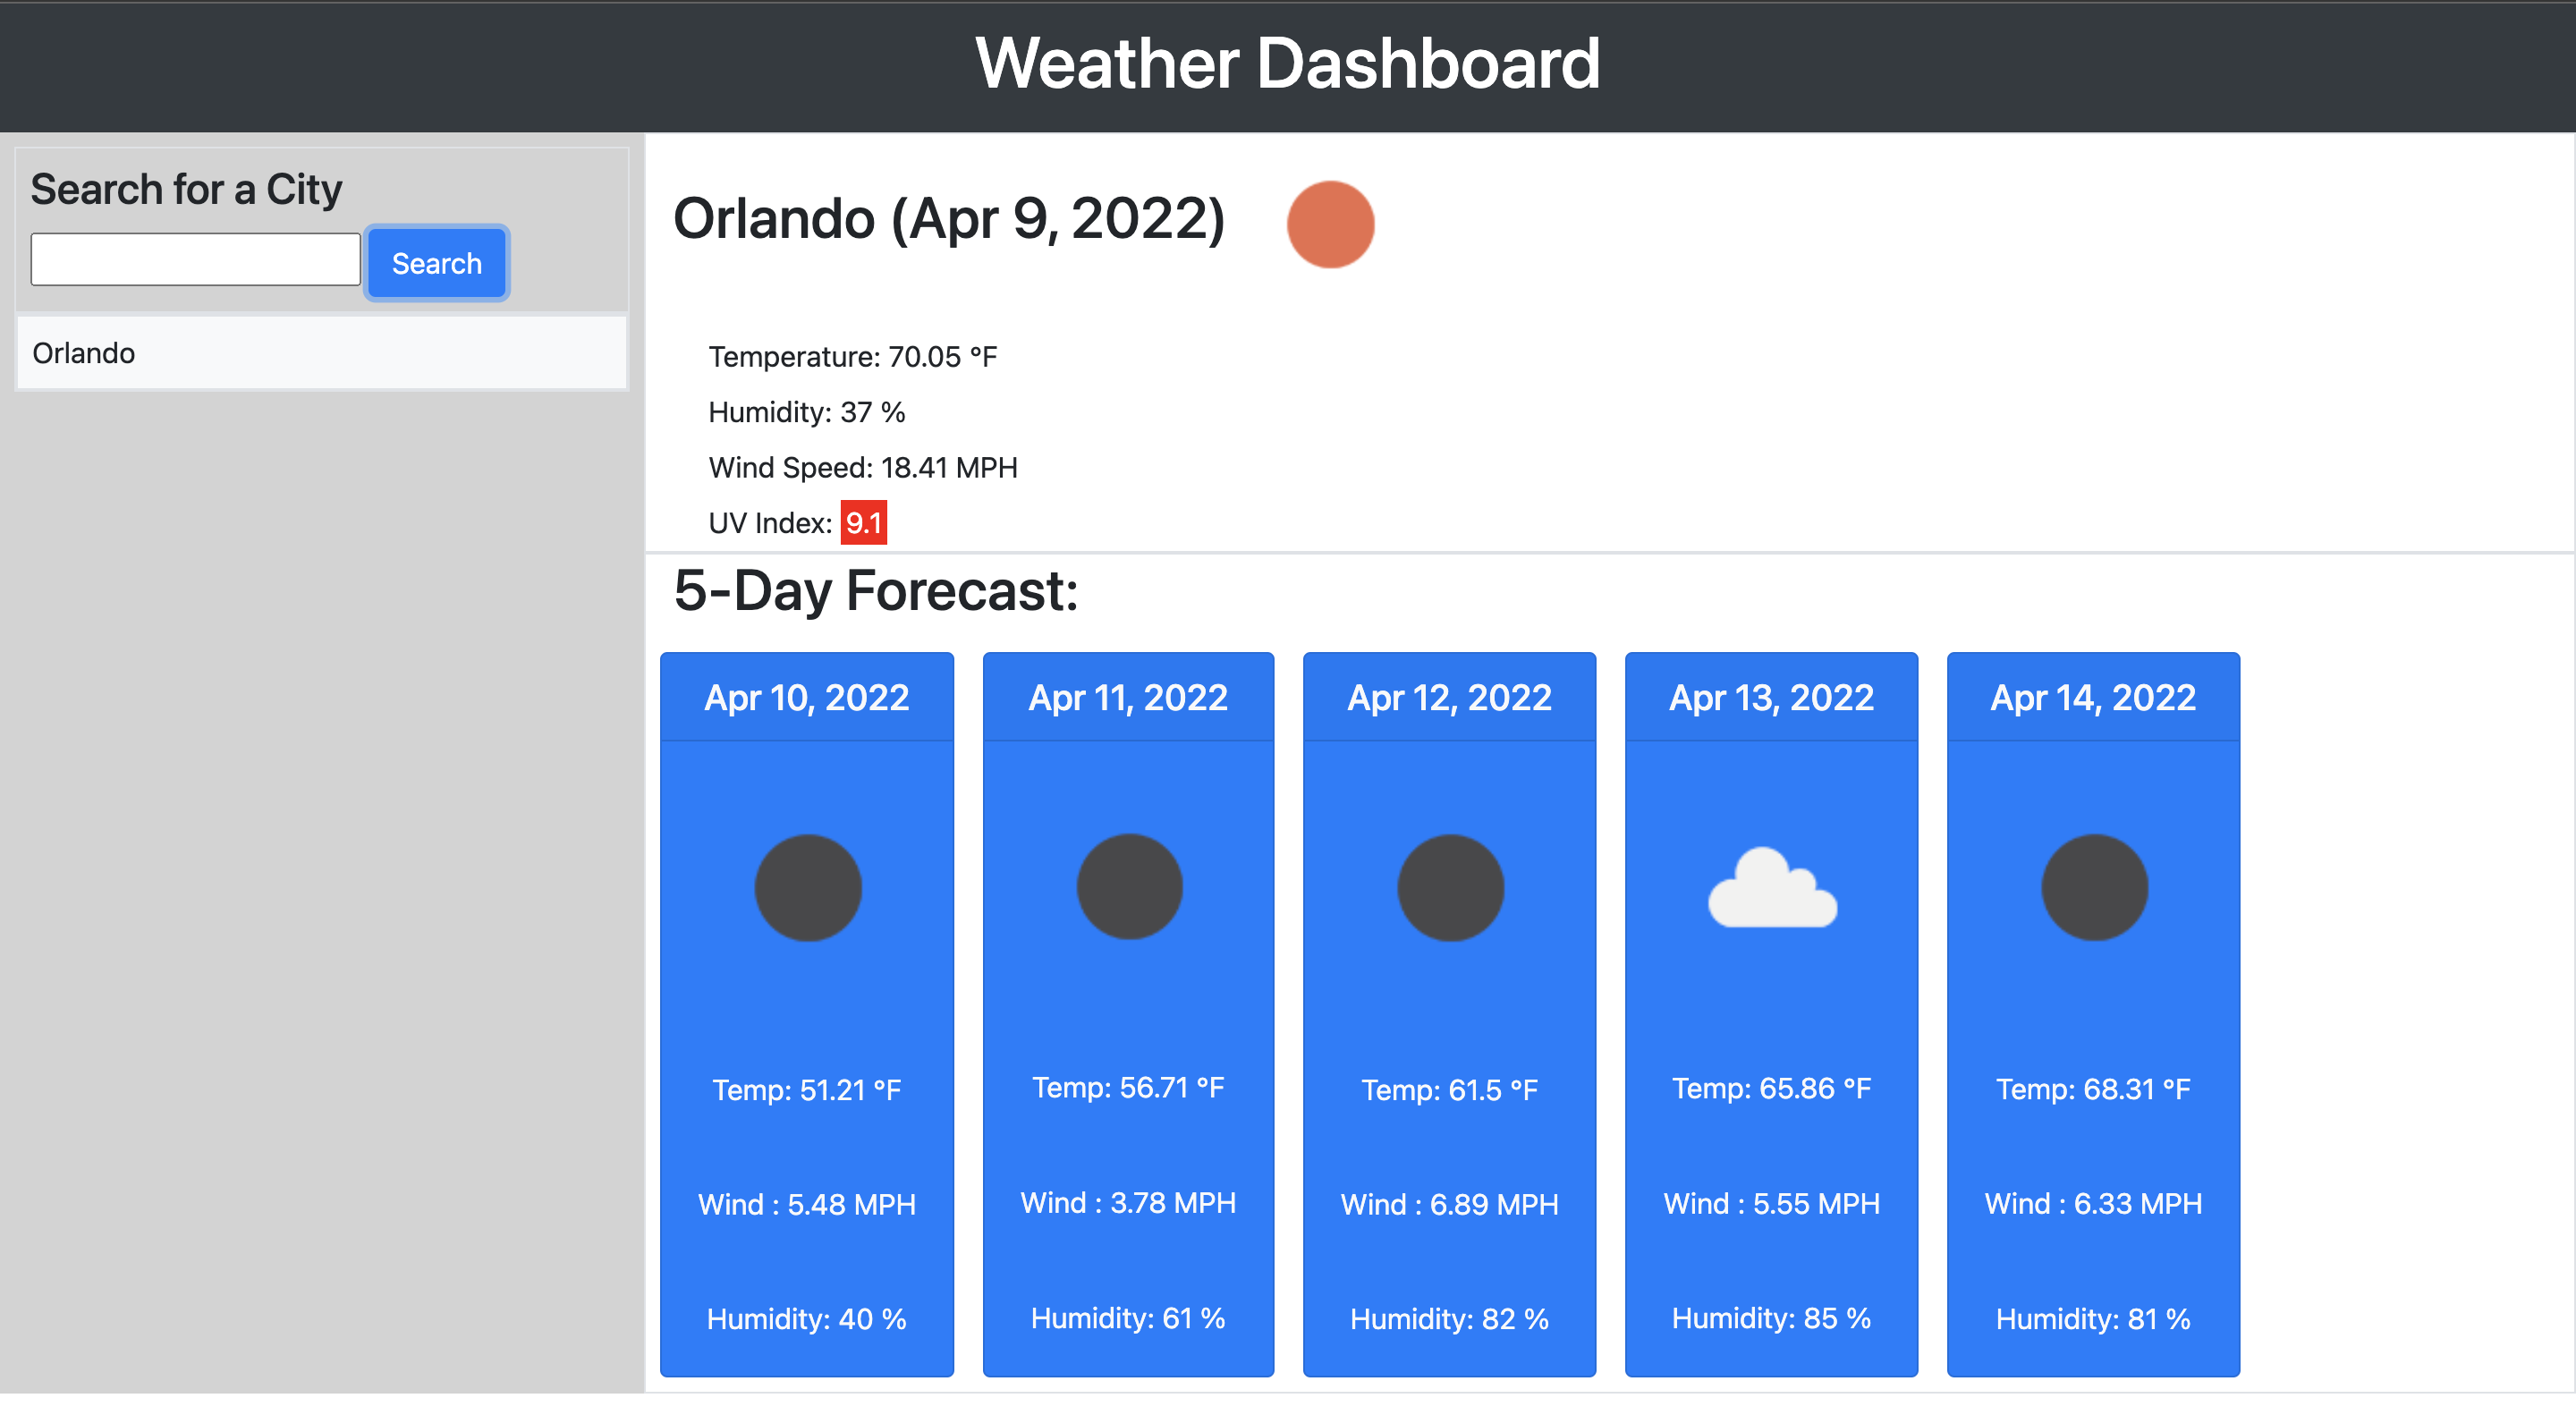 Weather Dashboard
Search for a City
Search
Orlando
Orlando (Apr 9, 2022)
Temperature: 70.05 °F
Humidity: 37 %
Wind Speed: 18.41 MPH
UV Index: 9.1
5-Day Forecast:
Apr 10, 2022
Temp: 51.21 °F
Wind : 5.48 MPH
Humidity: 40 %
Apr 11, 2022
Temp: 56.71 °F
Wind : 3.78 MPH
Humidity: 61 %
Apr 12, 2022
Temp: 61.5 °F
Wind : 6.89 MPH
Humidity: 82 %
Apr 13, 2022
Temp: 65.86 °F
Wind : 5.55 MPH
Humidity: 85 %
Apr 14, 2022
Temp: 68.31 °F
Wind : 6.33 MPH
Humidity: 81 %